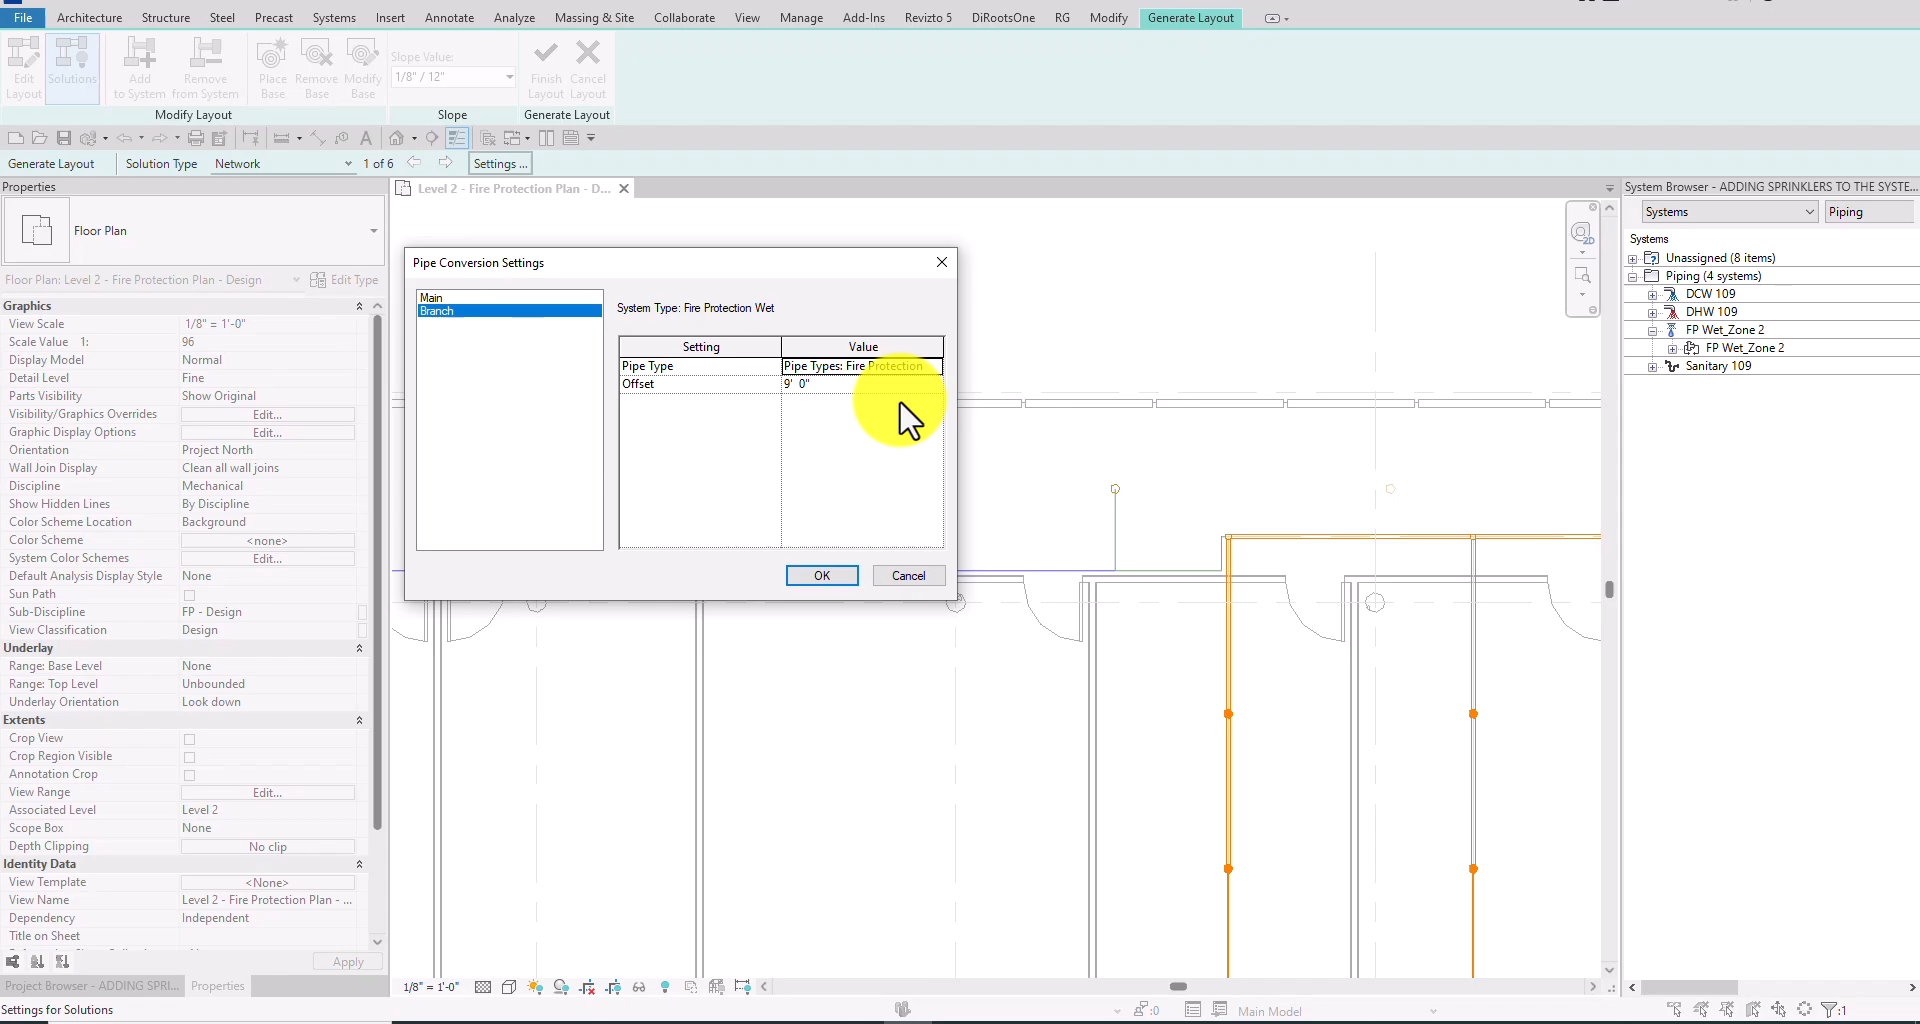 File Architecture Structure Steel Precast Systems Insert Annotate Analyze Massing & Site Collaborate View Manage Add-Ins Revizto 5 DiRootsOne RG Modify Generate Layout
Edit Layout
Solutions
Add to System
Remove from System
Place Base
Remove Base
Modify Base
Slope Value:
1/8" / 12"
Finish Layout
Cancel Layout
Modify Layout Slope Generate Layout
Generate Layout Solution Type Network 1 of 6 Settings ...
Properties
Level 2 - Fire Protection Plan - D...
System Browser - ADDING SPRINKLERS TO THE SYSTE...
Floor Plan
Floor Plan: Level 2 - Fire Protection Plan - Design Edit Type
Graphics
View Scale 1/8" = 1'-0"
Scale Value 1: 96
Display Model Normal
Detail Level Fine
Parts Visibility Show Original
Visibility/Graphics Overrides Edit...
Graphic Display Options Edit...
Orientation Project North
Wall Join Display Clean all wall joins
Discipline Mechanical
Show Hidden Lines By Discipline
Color Scheme Location Background
Color Scheme <none>
System Color Schemes Edit...
Default Analysis Display Style None
Sun Path
Sub-Discipline FP - Design
View Classification Design
Underlay
Range: Base Level None
Range: Top Level Unbounded
Underlay Orientation Look down
Extents
Crop View
Crop Region Visible
Annotation Crop
View Range Edit...
Associated Level Level 2
Scope Box None
Depth Clipping No clip
Identity Data
View Template <None>
View Name Level 2 - Fire Protection Plan - ...
Dependency Independent
Title on Sheet
Apply
Project Browser - ADDING SPRI... Properties
Settings for Solutions
Pipe Conversion Settings
Main
Branch
System Type: Fire Protection Wet
Setting Value
Pipe Type Pipe Types: Fire Protection
Offset 9' 0"
OK Cancel
2D
Systems Piping
Systems
Unassigned (8 items)
Piping (4 systems)
DCW 109
DHW 109
FP Wet_Zone 2
FP Wet_Zone 2
Sanitary 109
1/8" = 1'-0"
:0 Main Model :1